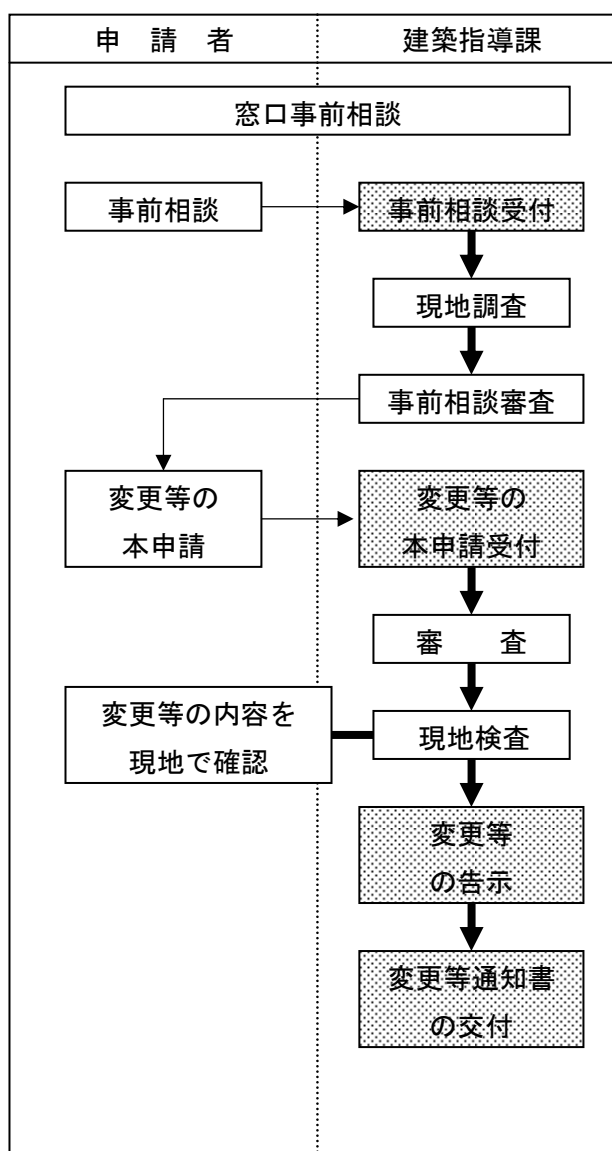 申 請 者
建築指導課
窓口事前相談
事前相談
事前相談受付
現地調査
事前相談審査
変更等の
本申請
変更等の
本申請受付
審 査
変更等の内容を
現地で確認
現地検査
変更等
の告示
変更等通知書
の交付